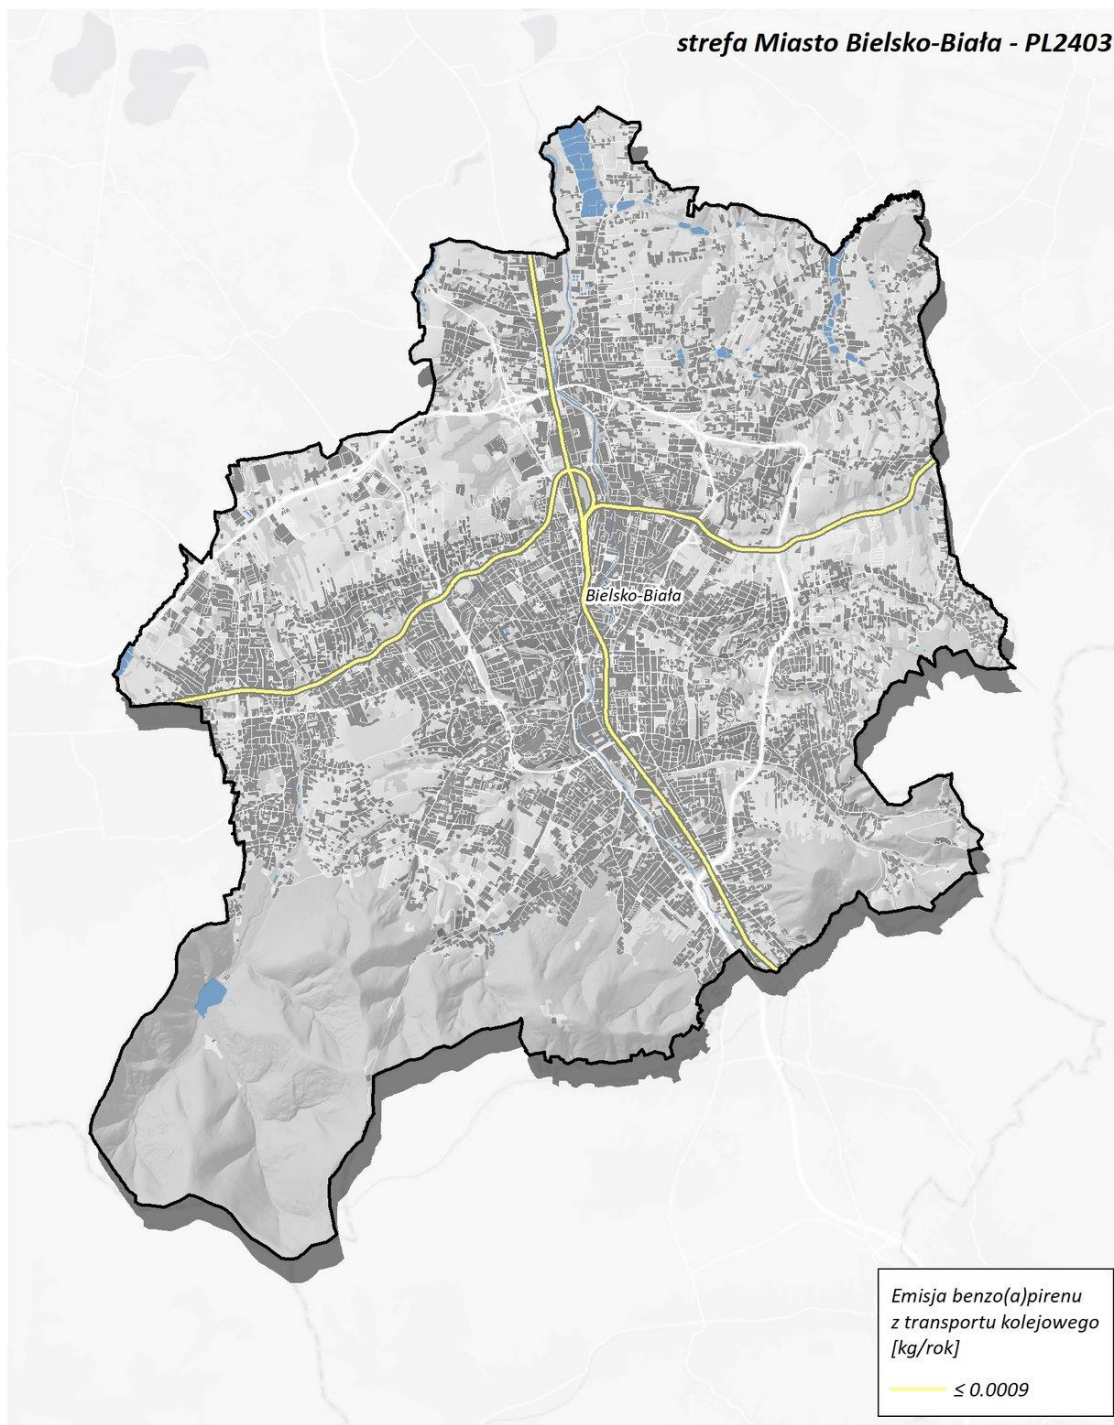 strefa Miasto Bielsko-Biała - PL2403
Bielsko-Biała
Emisja benzo(a)pirenu
z transportu kolejowego
[kg/rok]
≤ 0.0009